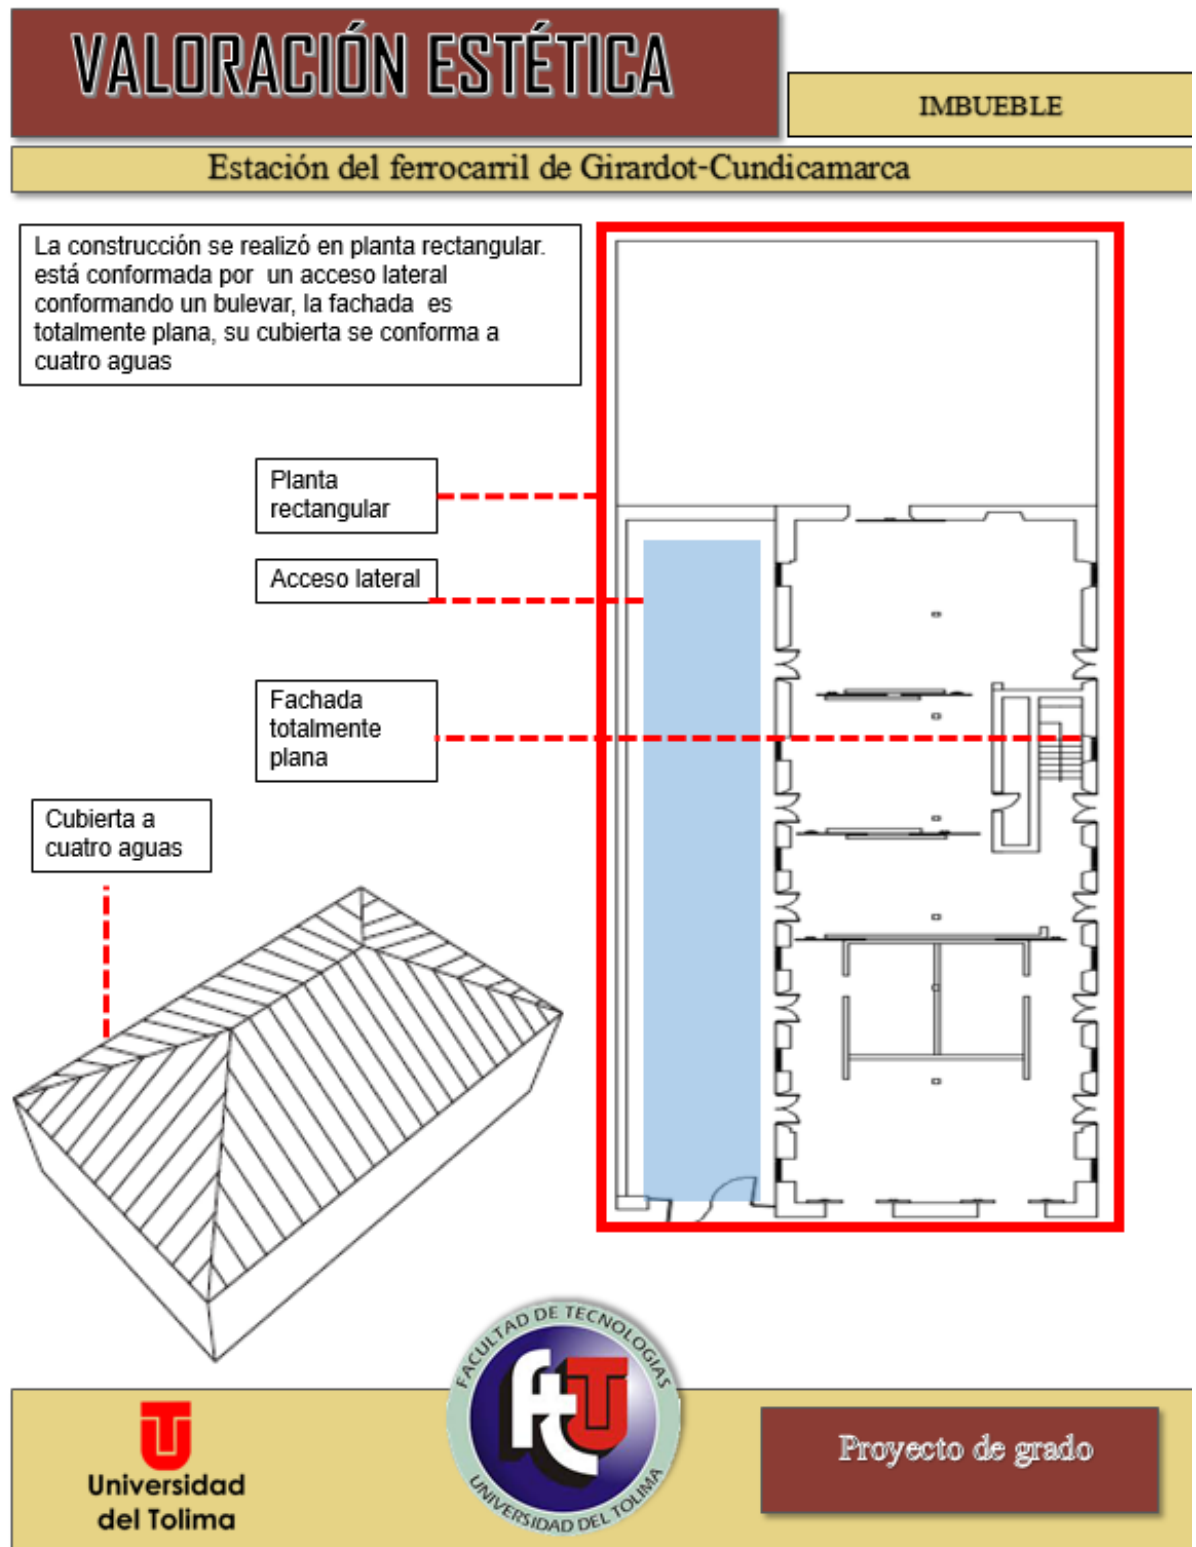 VALORACIÓN ESTÉTICA
IMBUEBLE
Estación del ferrocarril de Girardot-Cundicamarca
La construcción se realizó en planta rectangular.
está conformada por un acceso lateral
conformando un bulevar, la fachada es
totalmente plana, su cubierta se conforma a
cuatro aguas
Planta
rectangular
Acceso lateral
Fachada
totalmente
plana
Cubierta a
cuatro aguas
FACULTAD DE TECNOLOGIAS
ftU
UNIVERSIDAD DEL TOLIMA
UT
Universidad
del Tolima
Proyecto de grado